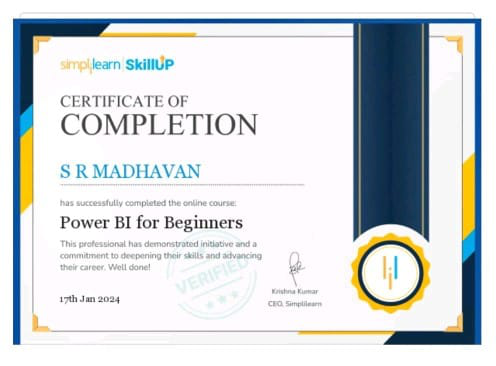 simplilearn | SkillUP
CERTIFICATE OF
COMPLETION
S R MADHAVAN
has successfully completed the online course:
Power BI for Beginners
This professional has demonstrated initiative and a
commitment to deepening their skills and advancing
their career. Well done!
VERIFIED
17th Jan 2024
Krishna Kumar
CEO, Simplilearn